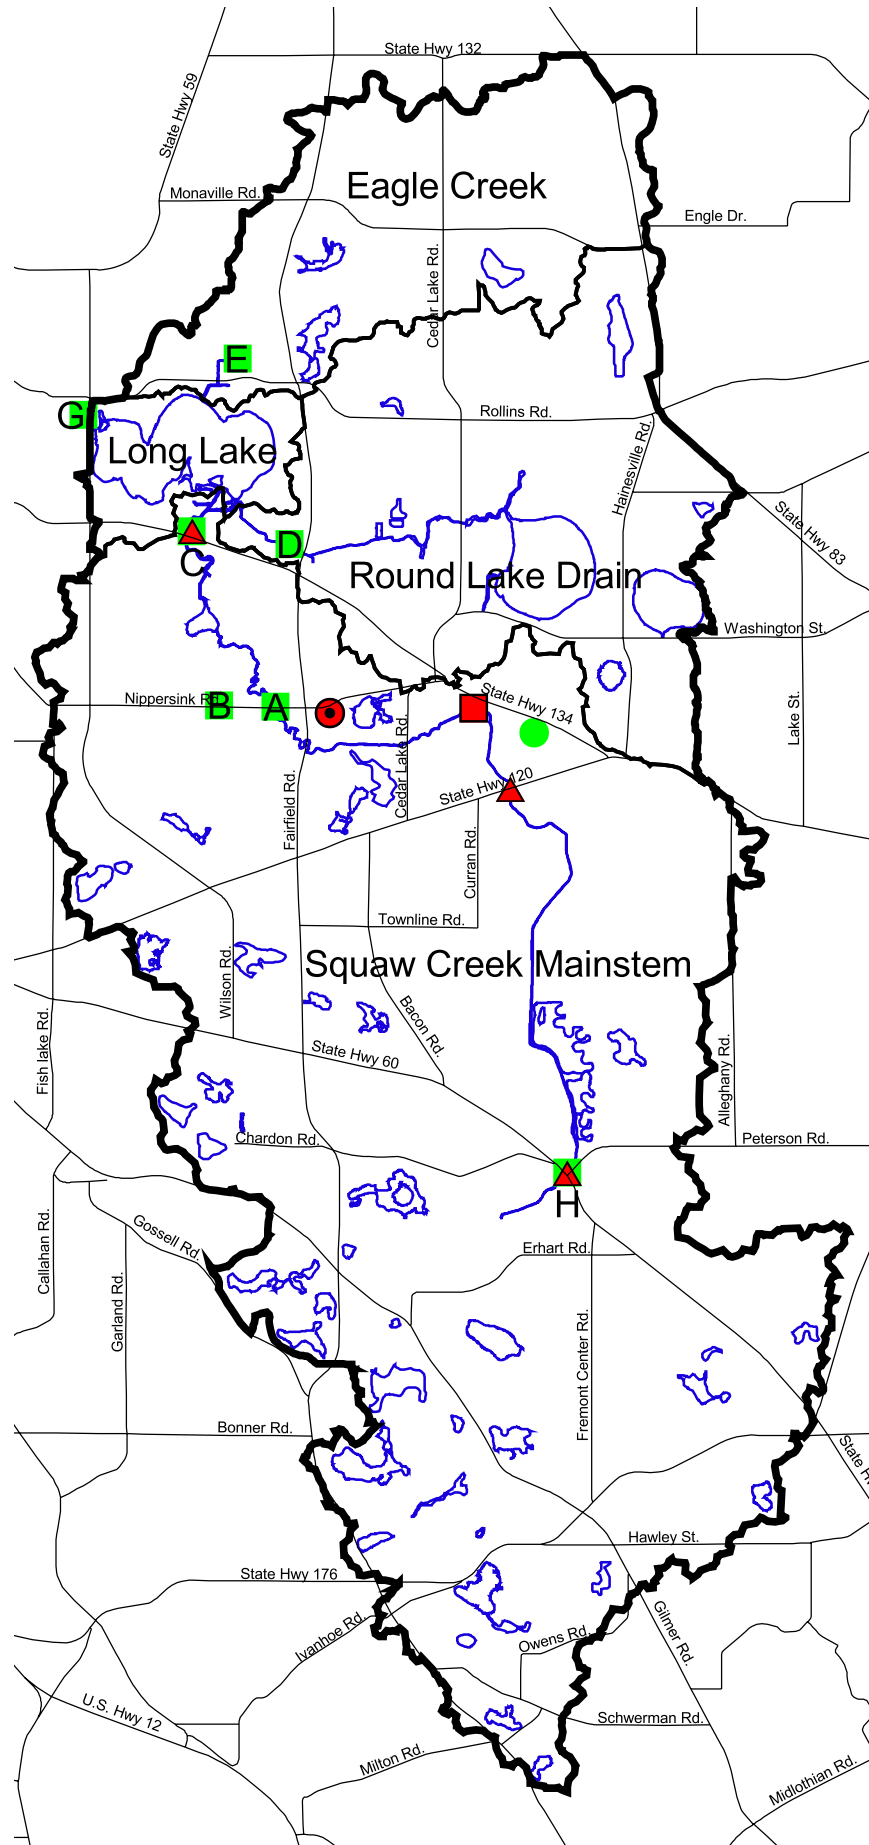 State Hwy 132
State Hwy 59
Eagle Creek
Monaville Rd.
Engle Dr.
Cedar Lake Rd.
E
G
Rollins Rd.
Long Lake
Hainesville Rd.
State Hwy 83
D
C
Round Lake Drain
Washington St.
Nippersink Rd
B
A
State Hwy 134
Lake St.
Cedar Lake Rd.
State Hwy 120
Fairfield Rd.
Curran Rd.
Townline Rd.
Squaw Creek Mainstem
Wilson Rd.
Bacon Rd.
Fish lake Rd.
State Hwy 60
Alleghany Rd.
Chardon Rd.
Peterson Rd.
H
Callahan Rd.
Gossell Rd.
Erhart Rd.
Garland Rd.
Fremont Center Rd.
Bonner Rd.
State H
Hawley St.
State Hwy 176
Ivanhoe Rd.
Owens Rd.
Gilmer Rd.
U.S. Hwy 12
Schwerman Rd.
Milton Rd.
Midlothian Rd.